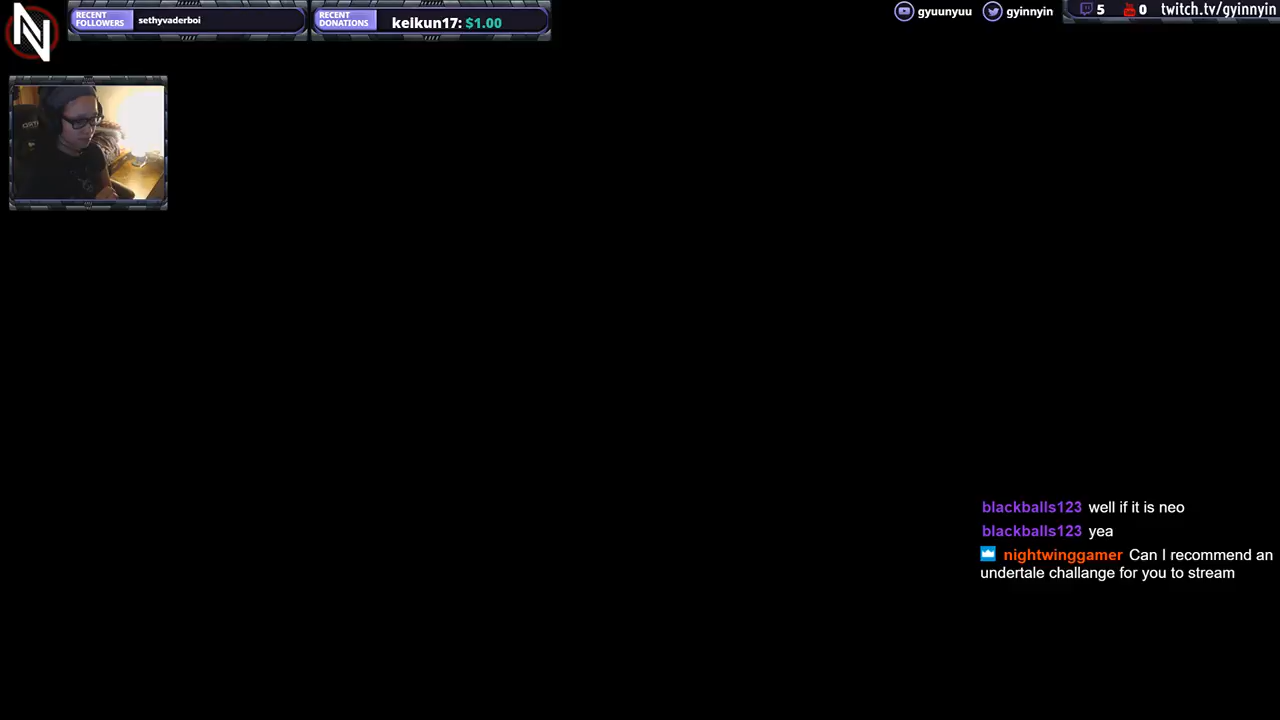 RECENT FOLLOWERS sethyvaderboi
RECENT DONATIONS kelkun17: $1.00
gyuunyuu
gyinnyin
5
0
twitch.tv/gyinnyin
N
blackballs123 well if it is neo
blackballs123 yea
nightwinggamer Can I recommend an
undertale challange for you to stream